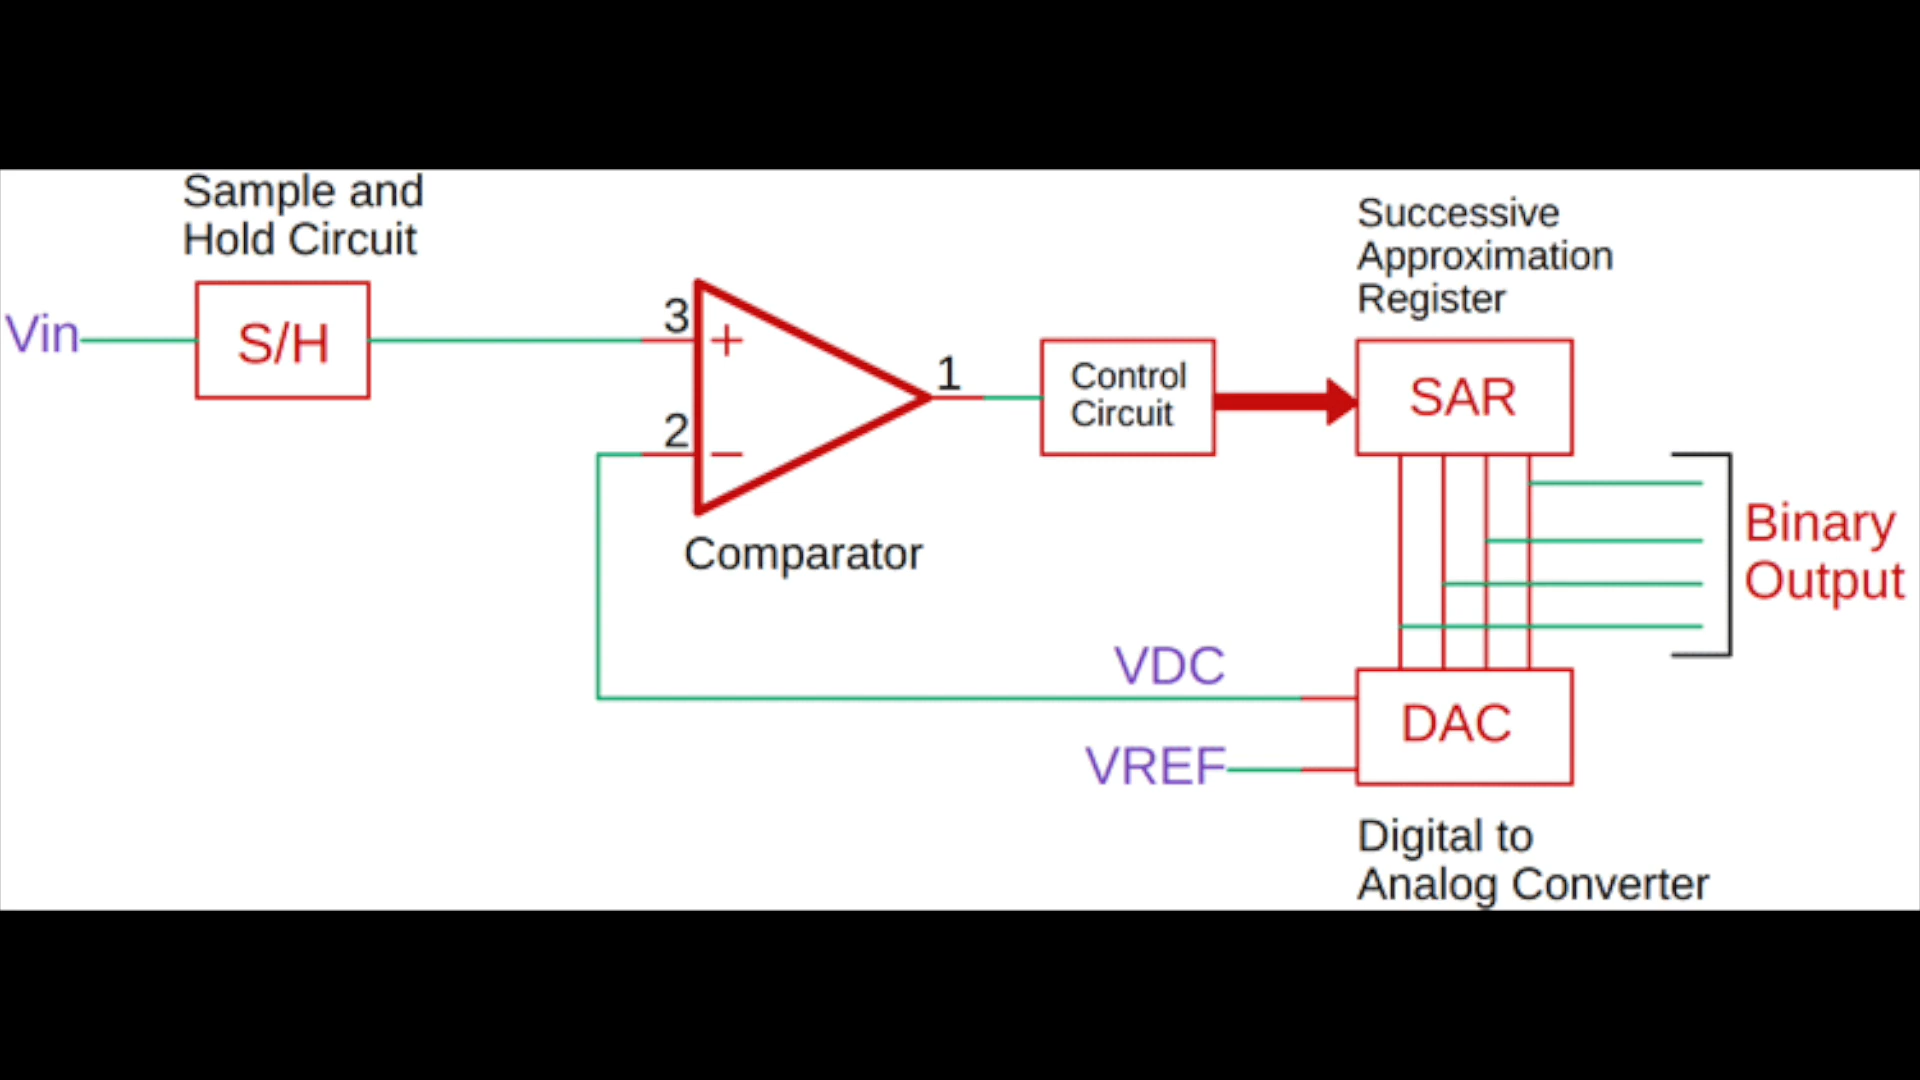 Sample and
Hold Circuit
Vin
S/H
3
+
2
−
1
Comparator
Control
Circuit
Successive
Approximation
Register
SAR
Binary
Output
VDC
VREF
DAC
Digital to
Analog Converter